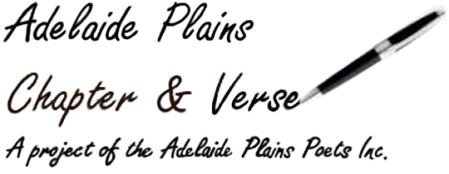 Adelaide Plains
Chapter & Verse
A project of the Adelaide Plains Poets Inc.